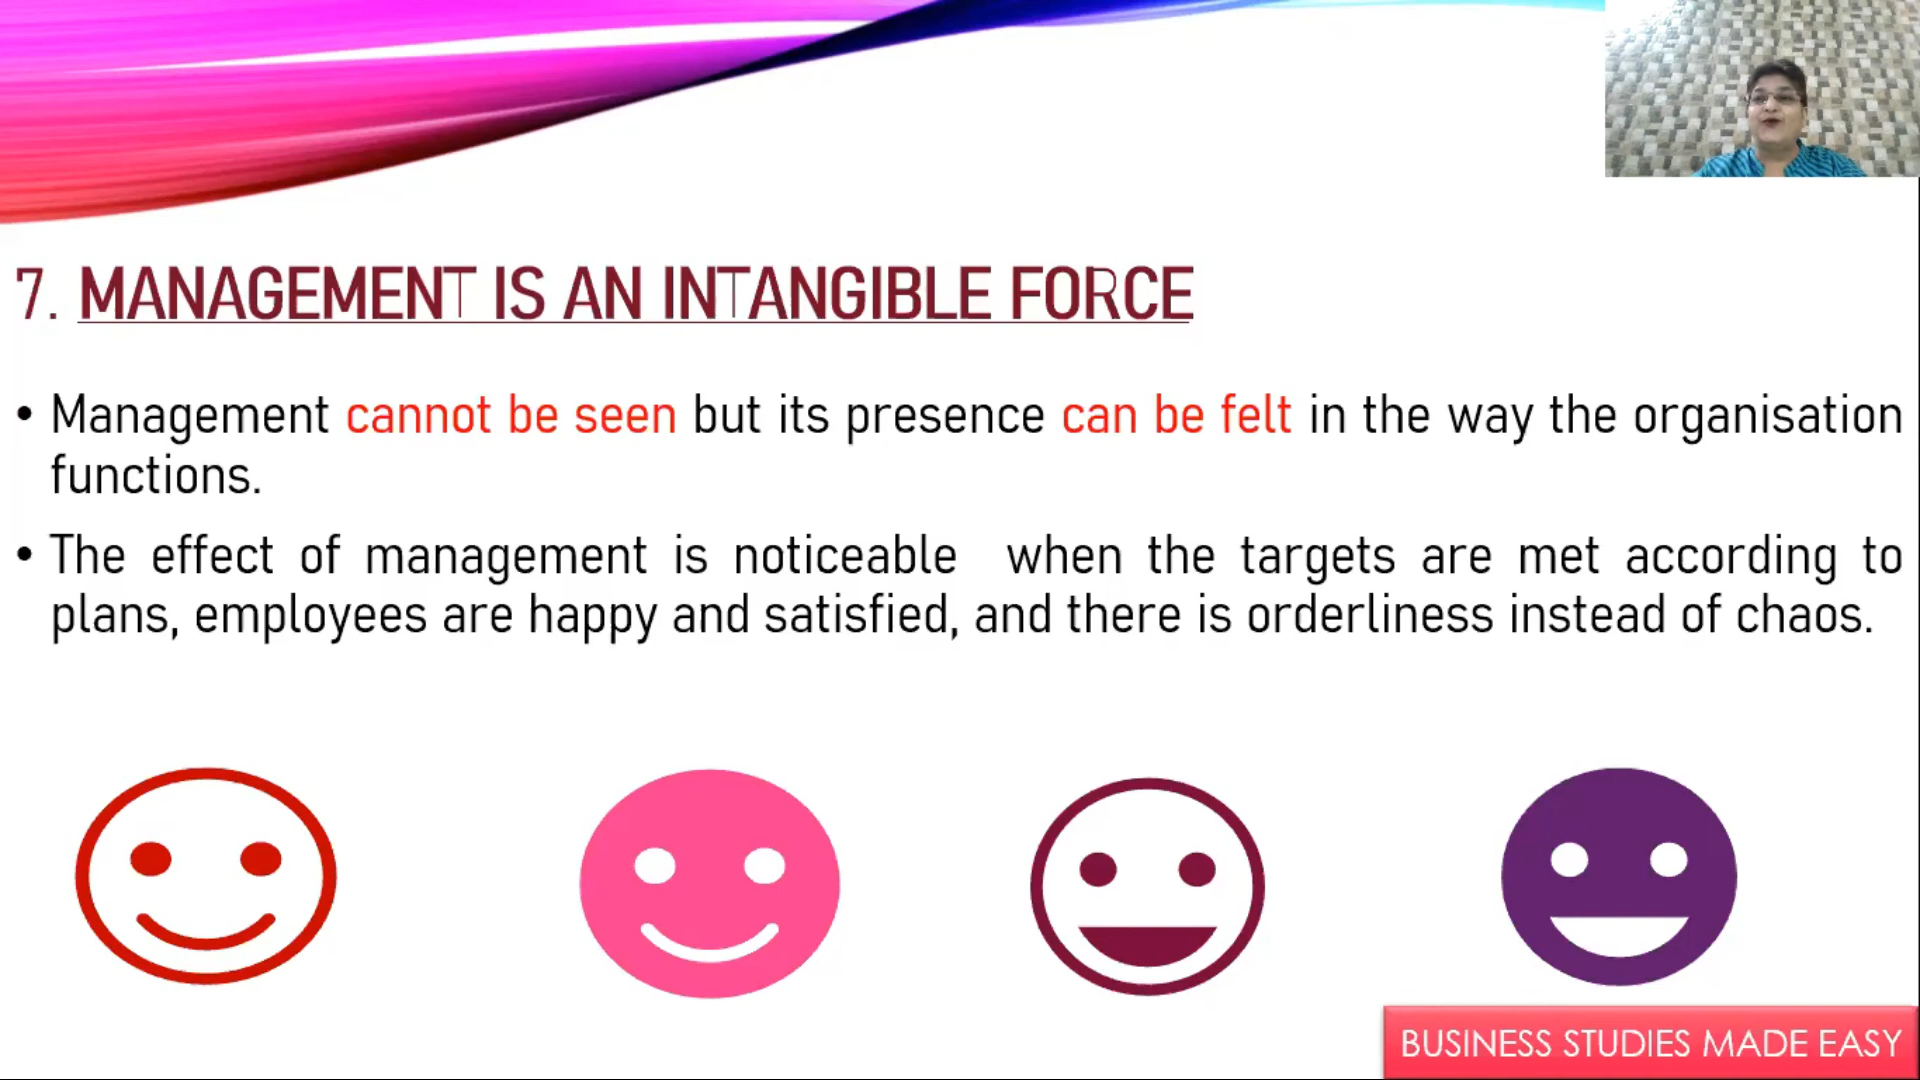 7. MANAGEMENT IS AN INTANGIBLE FORCE
• Management cannot be seen but its presence can be felt in the way the organisation
functions.
• The effect of management is noticeable when the targets are met according to
plans, employees are happy and satisfied, and there is orderliness instead of chaos.
BUSINESS STUDIES MADE EASY